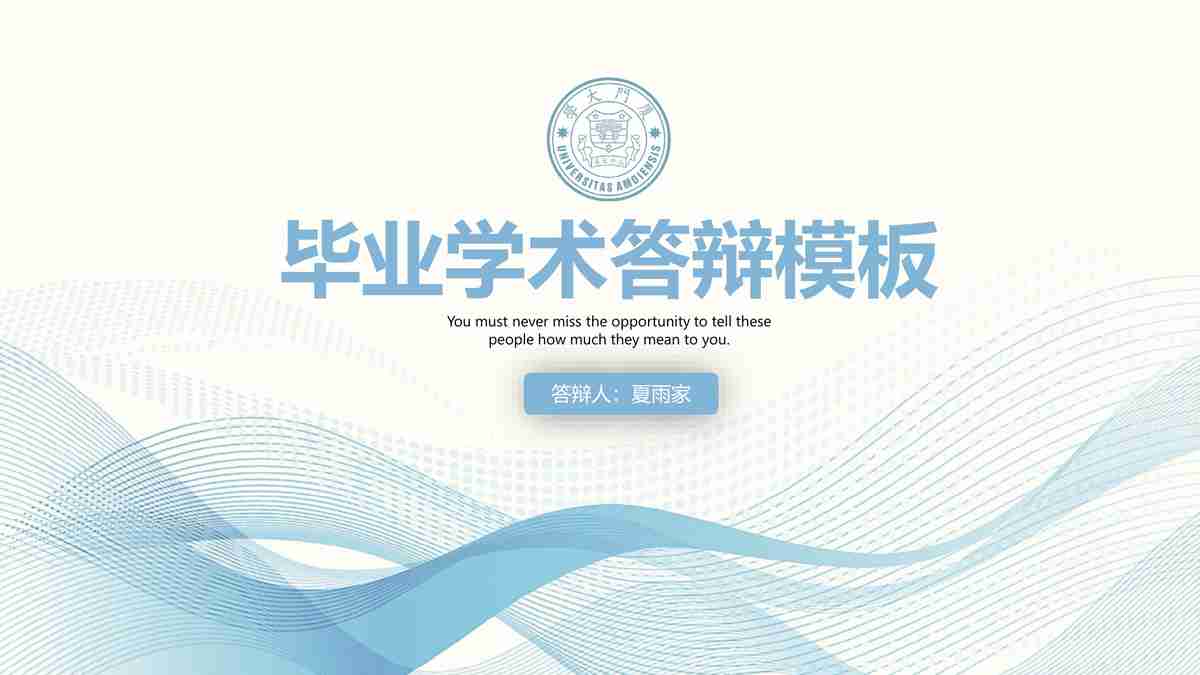 學大門廈
UNIVERSITAS AMOIENSIS
毕业学术答辩模板
You must never miss the opportunity to tell these
people how much they mean to you.
答辩人：夏雨家